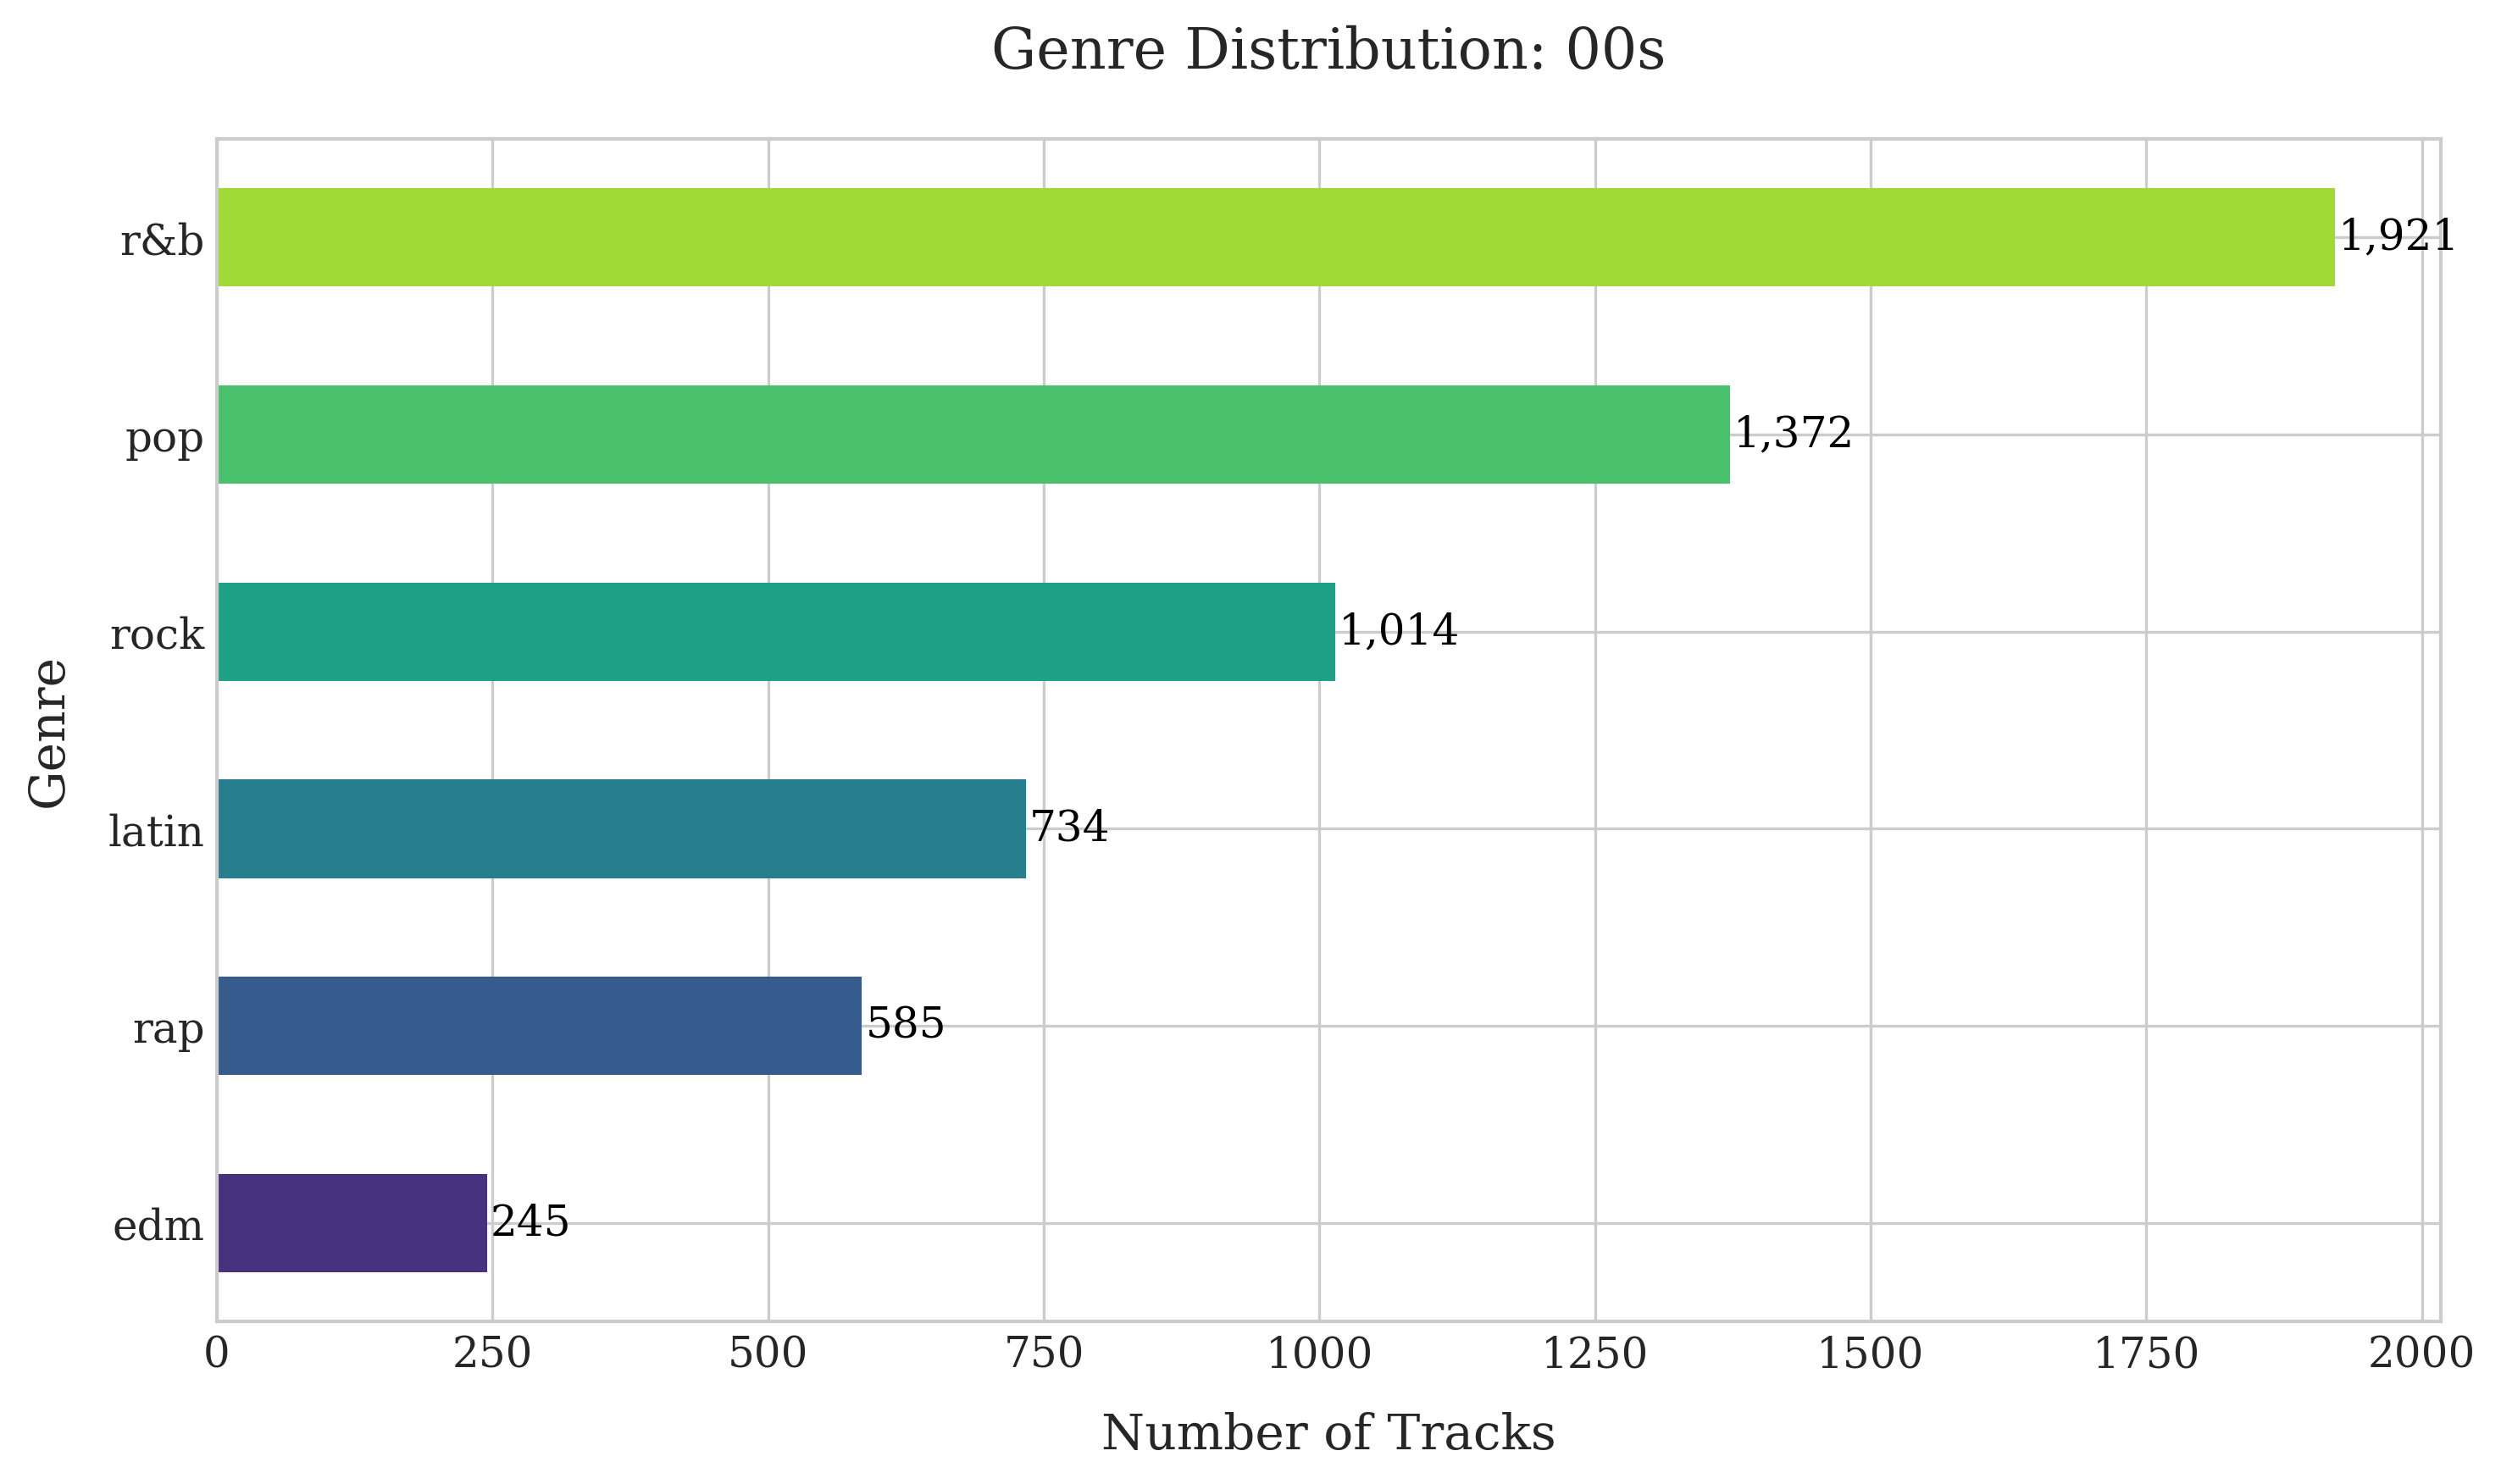 Genre Distribution: 00s
Genre
r&b
1,921
pop
1,372
rock
1,014
latin
734
rap
585
edm
245
0 250 500 750 1000 1250 1500 1750 2000
Number of Tracks